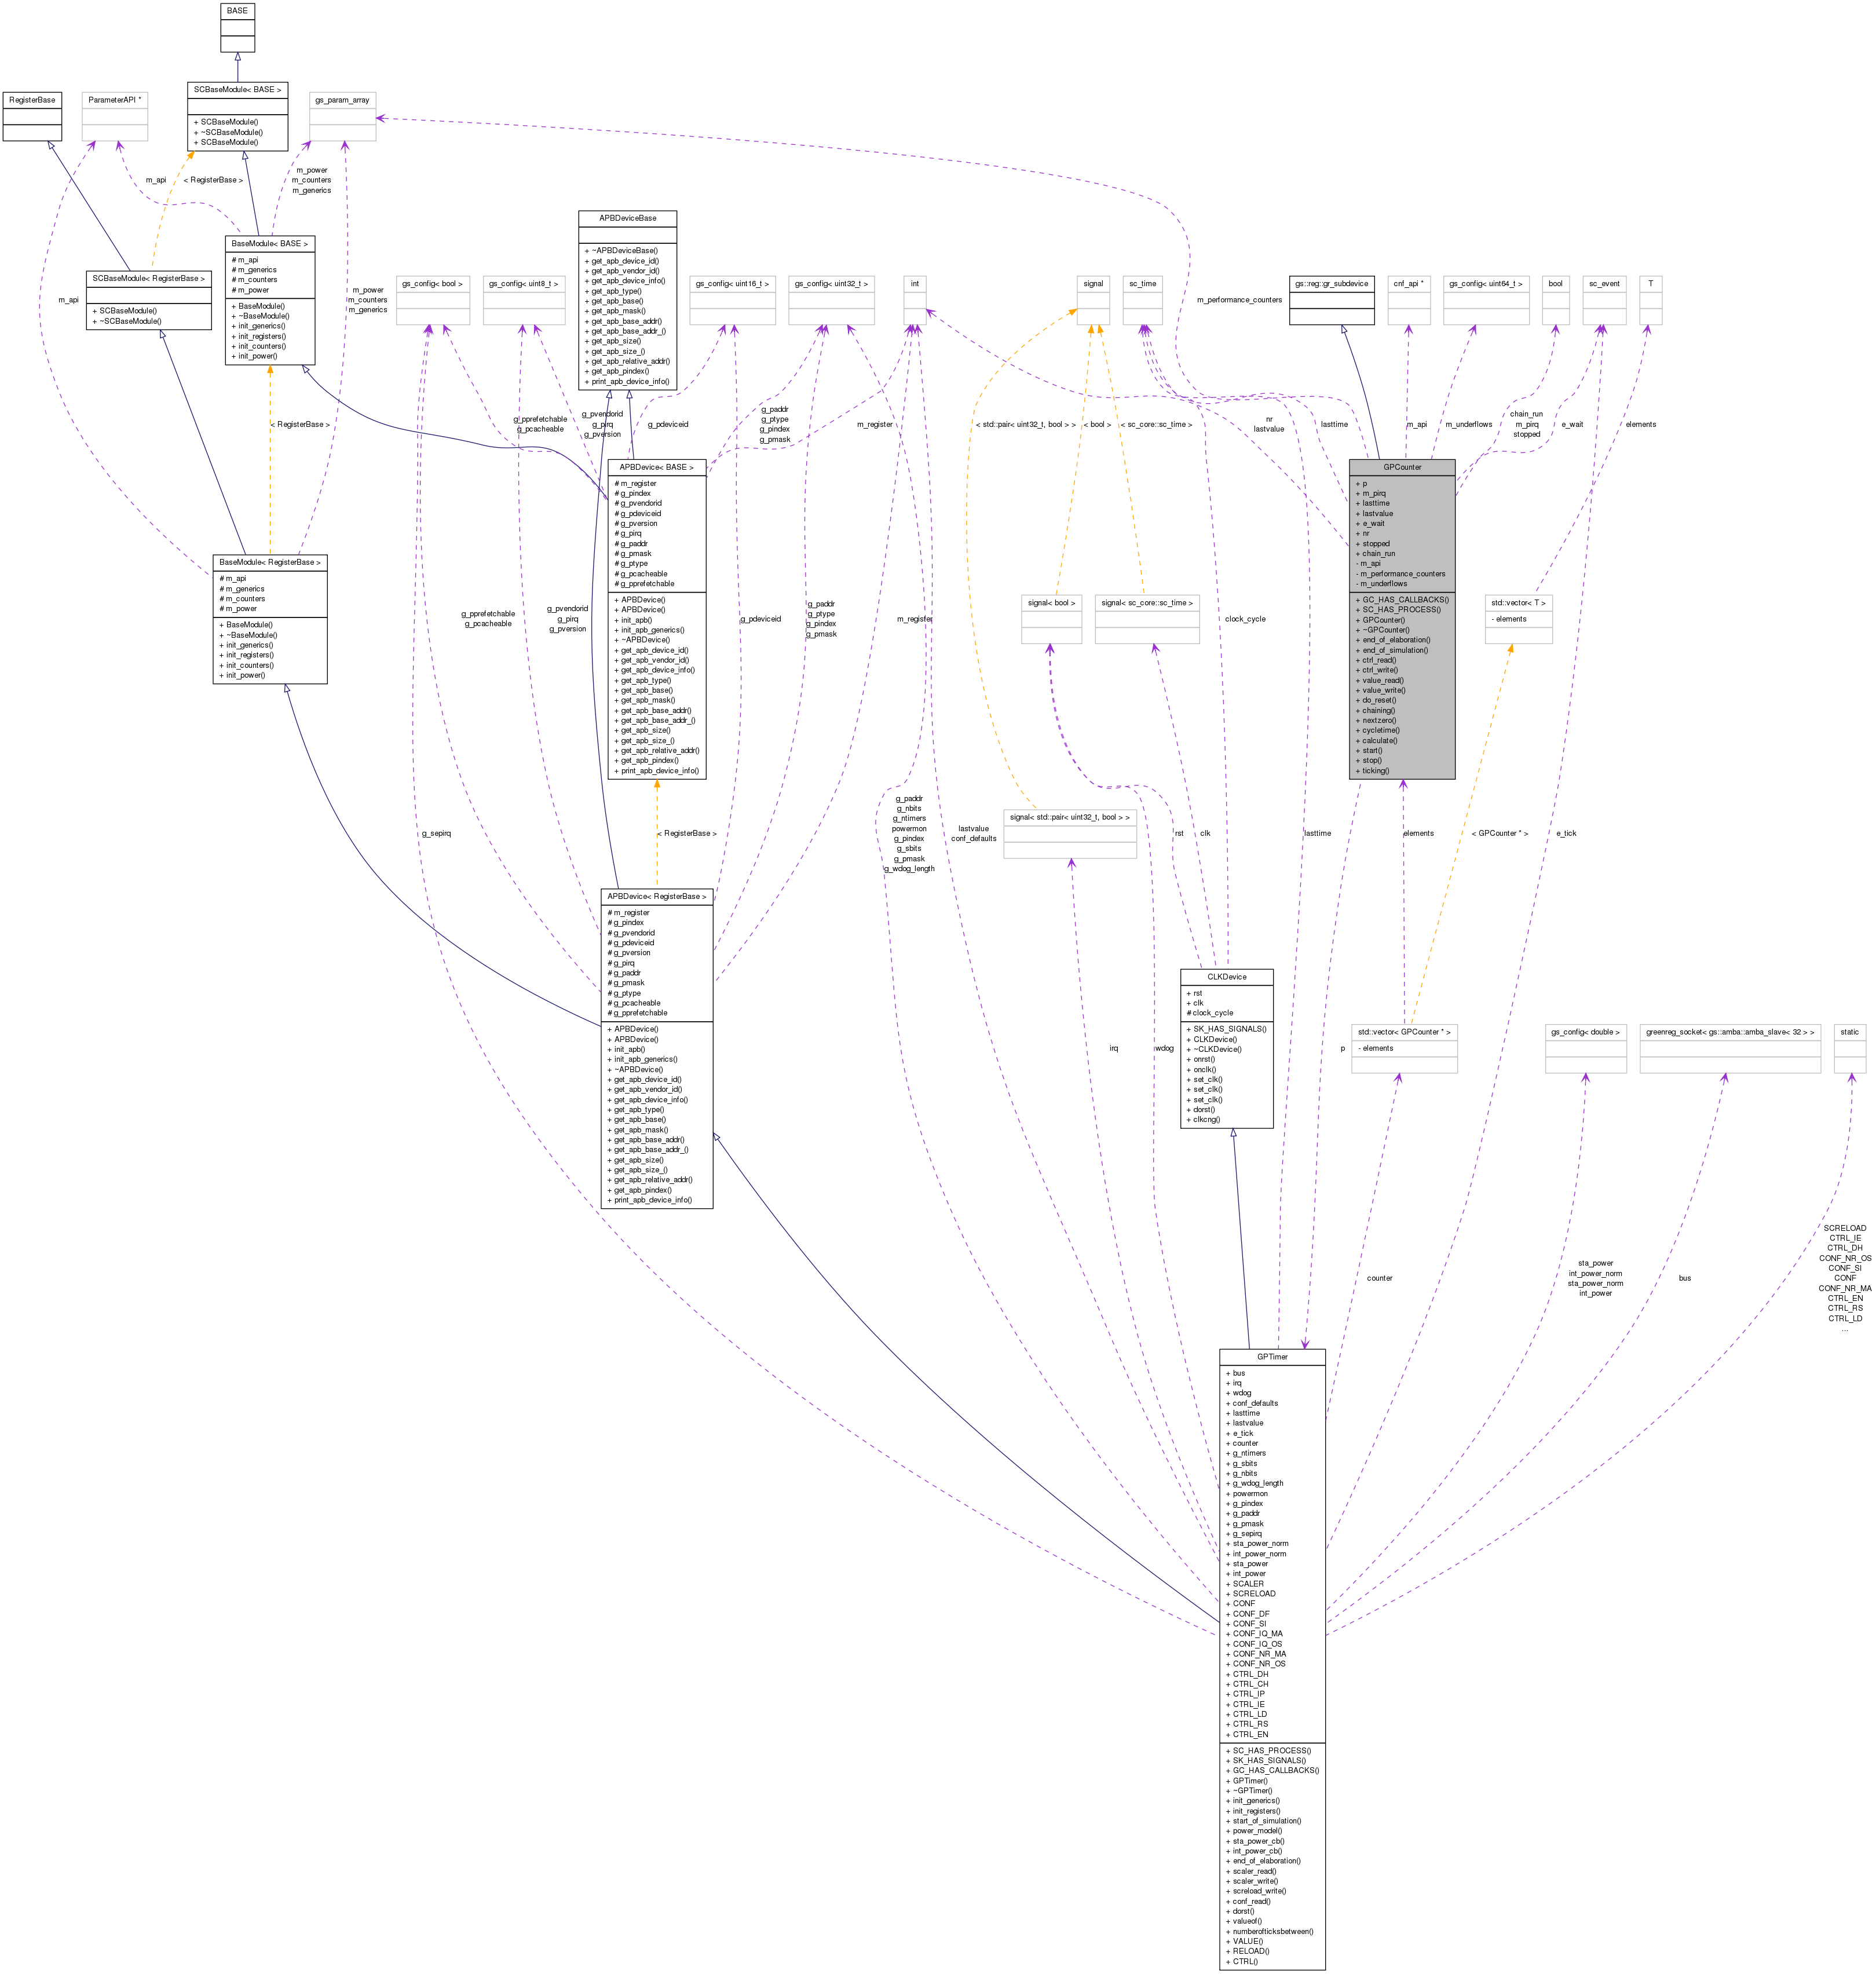 BASE
SCBaseModule< BASE >
+ SCBaseModule()
+ ~SCBaseModule()
+ SCBaseModule()
RegisterBase
ParameterAPI *
gs_param_array
m_api
< RegisterBase >
m_power
m_counters
m_generics
BaseModule< BASE >
# m_api
# m_generics
# m_counters
# m_power
+ BaseModule()
+ ~BaseModule()
+ init_generics()
+ init_registers()
+ init_counters()
+ init_power()
SCBaseModule< RegisterBase >
+ SCBaseModule()
+ ~SCBaseModule()
m_api
m_power
m_counters
m_generics
APBDeviceBase
+ ~APBDeviceBase()
+ get_apb_device_id()
+ get_apb_vendor_id()
+ get_apb_device_info()
+ get_apb_type()
+ get_apb_base()
+ get_apb_mask()
+ get_apb_base_addr()
+ get_apb_base_addr_()
+ get_apb_size()
+ get_apb_size_()
+ get_apb_relative_addr()
+ get_apb_pindex()
+ print_apb_device_info()
gs_config< bool >
gs_config< uint8_t >
gs_config< uint16_t >
gs_config< uint32_t >
int
signal
sc_time
m_performance_counters
gs::reg::gr_subdevice
cnf_api *
gs_config< uint64_t >
bool
sc_event
T
< RegisterBase >
g_pprefetchable
g_pcacheable
g_pvendorid
g_pirq
g_pversion
g_pdeviceid
g_paddr
g_ptype
g_pindex
g_pmask
m_register
< std::pair< uint32_t, bool > >
< bool >
< sc_core::sc_time >
nr
lastvalue
lasttime
m_api
m_underflows
chain_run
m_pirq
stopped
e_wait
elements
APBDevice< BASE >
# m_register
# g_pindex
# g_pvendorid
# g_pdeviceid
# g_pversion
# g_pirq
# g_paddr
# g_pmask
# g_ptype
# g_pcacheable
# g_pprefetchable
+ APBDevice()
+ APBDevice()
+ init_apb()
+ init_apb_generics()
+ ~APBDevice()
+ get_apb_device_id()
+ get_apb_vendor_id()
+ get_apb_device_info()
+ get_apb_type()
+ get_apb_base()
+ get_apb_mask()
+ get_apb_base_addr()
+ get_apb_base_addr_()
+ get_apb_size()
+ get_apb_size_()
+ get_apb_relative_addr()
+ get_apb_pindex()
+ print_apb_device_info()
GPCounter
+ p
+ m_pirq
+ lasttime
+ lastvalue
+ e_wait
+ nr
+ stopped
+ chain_run
- m_api
- m_performance_counters
- m_underflows
+ GC_HAS_CALLBACKS()
+ SC_HAS_PROCESS()
+ GPCounter()
+ ~GPCounter()
+ end_of_elaboration()
+ end_of_simulation()
+ ctrl_read()
+ ctrl_write()
+ value_read()
+ value_write()
+ do_reset()
+ chaining()
+ nextzero()
+ cycletime()
+ calculate()
+ start()
+ stop()
+ ticking()
BaseModule< RegisterBase >
# m_api
# m_generics
# m_counters
# m_power
+ BaseModule()
+ ~BaseModule()
+ init_generics()
+ init_registers()
+ init_counters()
+ init_power()
g_pprefetchable
g_pcacheable
g_pvendorid
g_pirq
g_pversion
g_pdeviceid
g_paddr
g_ptype
g_pindex
g_pmask
m_register
signal< bool >
signal< sc_core::sc_time >
clock_cycle
std::vector< T >
- elements
g_sepirq
< RegisterBase >
g_paddr
g_nbits
g_ntimers
powermon
g_pindex
g_sbits
g_pmask
g_wdog_length
lastvalue
conf_defaults
signal< std::pair< uint32_t, bool > >
rst
clk
lasttime
elements
< GPCounter * >
e_tick
APBDevice< RegisterBase >
# m_register
# g_pindex
# g_pvendorid
# g_pdeviceid
# g_pversion
# g_pirq
# g_paddr
# g_pmask
# g_ptype
# g_pcacheable
# g_pprefetchable
+ APBDevice()
+ APBDevice()
+ init_apb()
+ init_apb_generics()
+ ~APBDevice()
+ get_apb_device_id()
+ get_apb_vendor_id()
+ get_apb_device_info()
+ get_apb_type()
+ get_apb_base()
+ get_apb_mask()
+ get_apb_base_addr()
+ get_apb_base_addr_()
+ get_apb_size()
+ get_apb_size_()
+ get_apb_relative_addr()
+ get_apb_pindex()
+ print_apb_device_info()
irq
wdog
CLKDevice
+ rst
+ clk
# clock_cycle
+ SK_HAS_SIGNALS()
+ CLKDevice()
+ ~CLKDevice()
+ onrst()
+ onclk()
+ set_clk()
+ set_clk()
+ set_clk()
+ dorst()
+ clkcng()
p
std::vector< GPCounter * >
- elements
gs_config< double >
greenreg_socket< gs::amba::amba_slave< 32 > >
static
counter
sta_power
int_power_norm
sta_power_norm
int_power
bus
SCRELOAD
CTRL_IE
CTRL_DH
CONF_NR_OS
CONF_SI
CONF
CONF_NR_MA
CTRL_EN
CTRL_RS
CTRL_LD
...
GPTimer
+ bus
+ irq
+ wdog
+ conf_defaults
+ lasttime
+ lastvalue
+ e_tick
+ counter
+ g_ntimers
+ g_sbits
+ g_nbits
+ g_wdog_length
+ powermon
+ g_pindex
+ g_paddr
+ g_pmask
+ g_sepirq
+ sta_power_norm
+ int_power_norm
+ sta_power
+ int_power
+ SCALER
+ SCRELOAD
+ CONF
+ CONF_DF
+ CONF_SI
+ CONF_IQ_MA
+ CONF_IQ_OS
+ CONF_NR_MA
+ CONF_NR_OS
+ CTRL_DH
+ CTRL_CH
+ CTRL_IP
+ CTRL_IE
+ CTRL_LD
+ CTRL_RS
+ CTRL_EN
+ SC_HAS_PROCESS()
+ SK_HAS_SIGNALS()
+ GC_HAS_CALLBACKS()
+ GPTimer()
+ ~GPTimer()
+ init_generics()
+ init_registers()
+ start_of_simulation()
+ power_model()
+ sta_power_cb()
+ int_power_cb()
+ end_of_elaboration()
+ scaler_read()
+ scaler_write()
+ screload_write()
+ conf_read()
+ dorst()
+ valueof()
+ numberofticksbetween()
+ VALUE()
+ RELOAD()
+ CTRL()